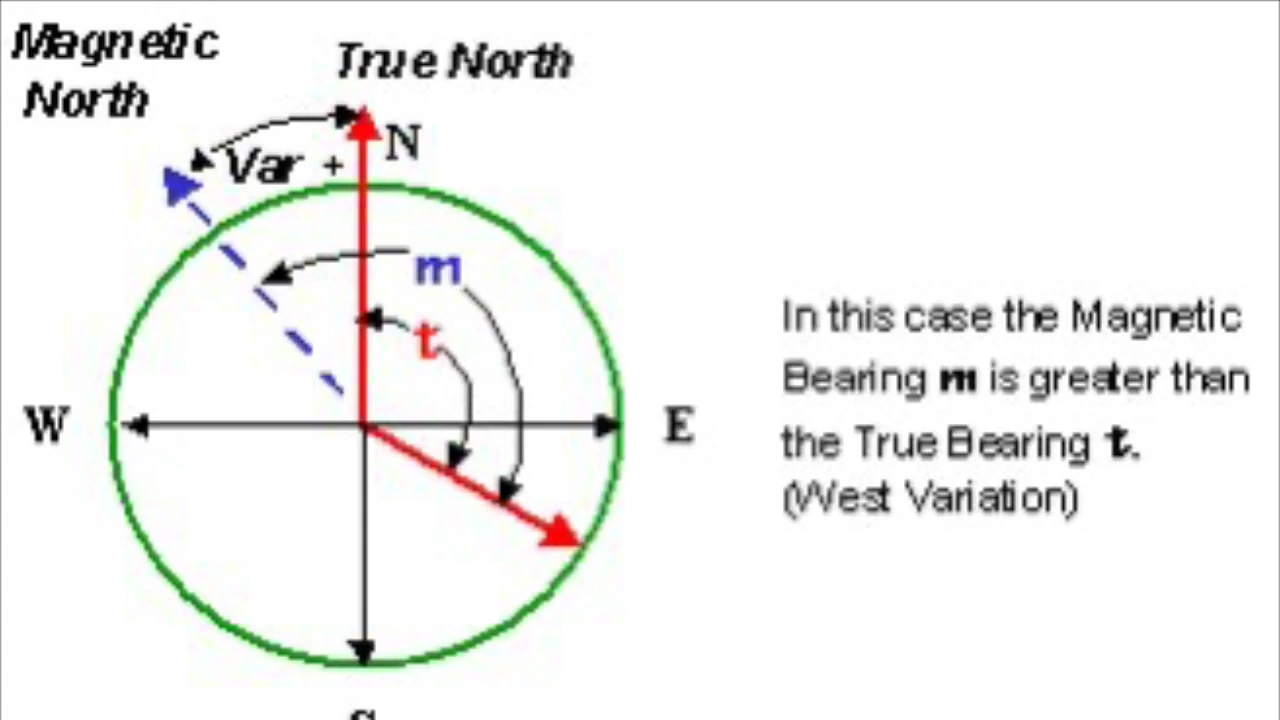 Magnetic
North
True North
N
Var +
m
t
W
E
S
In this case the Magnetic
Bearing m is greater than
the True Bearing t.
(West Variation)